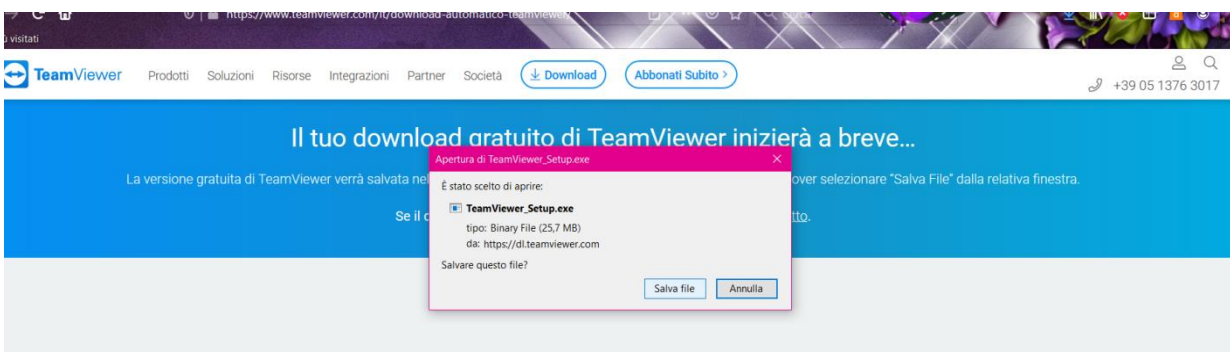 https://www.teamviewer.com/it/download-automatico-teamviewer/
visitati
TeamViewer Prodotti Soluzioni Risorse Integrazioni Partner Società Download Abbonati Subito >
+39 05 1376 3017
Il tuo download gratuito di TeamViewer inizierà a breve...
La versione gratuita di TeamViewer verrà salvata nel
over selezionare “Salva File” dalla relativa finestra.
Se il
Apertura di TeamViewer_Setup.exe
È stato scelto di aprire:
TeamViewer_Setup.exe
tipo: Binary File (25,7 MB)
da: https://dl.teamviewer.com
Salvare questo file?
Salva file Annulla